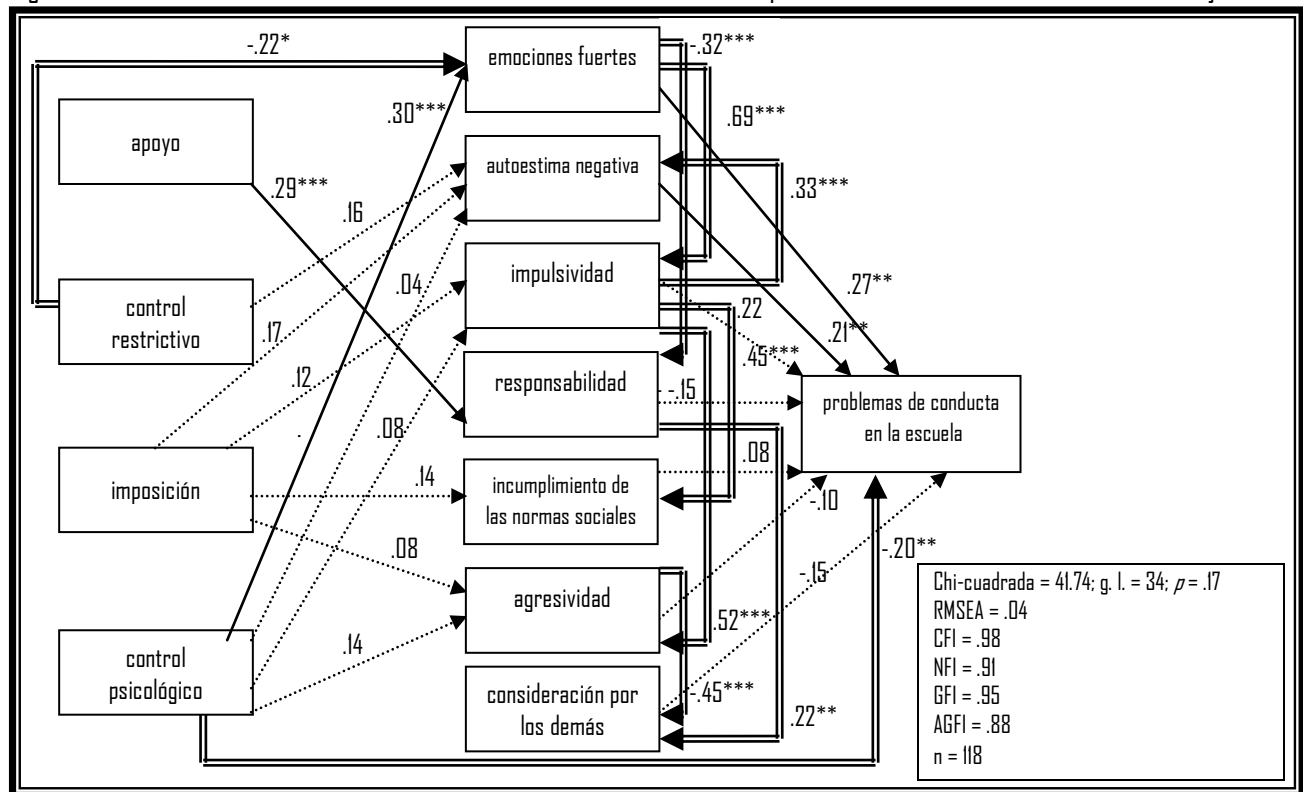 -.22*
emociones fuertes
-.32***
.30***
.69***
apoyo
autoestima negativa
.29***
.33***
.16
impulsividad
.04
control
restrictivo
.27**
.22
.17
.21**
.45***
.12
responsabilidad
-.15
problemas de conducta
en la escuela
.08
.08
imposición
.14
incumplimiento de
las normas sociales
-.10
.08
-.20**
-.15
agresividad
Chi-cuadrada = 41.74; g. l. = 34; p = .17
RMSEA = .04
CFI = .98
NFI = .91
GFI = .95
AGFI = .88
n = 118
.52***
.14
control
psicológico
consideración por
los demás
-.45***
.22**